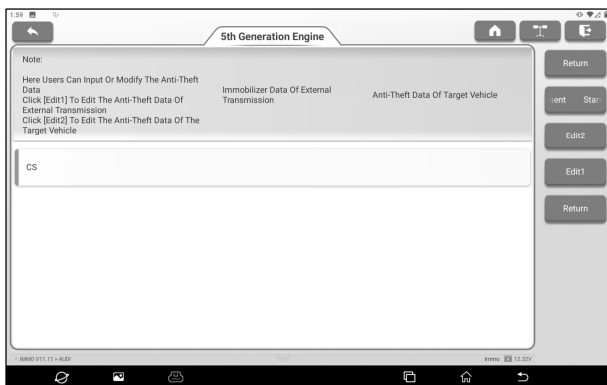 1:59
5th Generation Engine
Note:
Here Users Can Input Or Modify The Anti-Theft
Data
Click [Edit1] To Edit The Anti-Theft Data Of
External Transmission
Click [Edit2] To Edit The Anti-Theft Data Of The
Target Vehicle
Immobilizer Data Of External
Transmission
Anti-Theft Data Of Target Vehicle
CS
Return
Star
Edit2
Edit1
Return
IMMO V11.11 > AUDI
Immo 12.32V